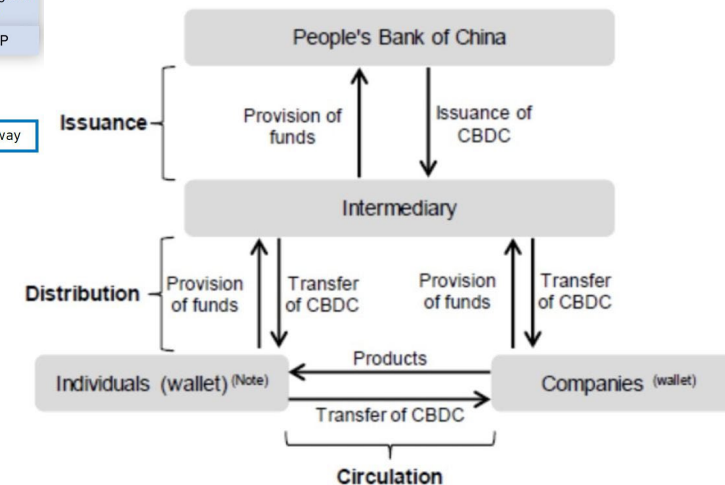 P
way
People's Bank of China
Issuance
Provision of
funds
Issuance of
CBDC
Intermediary
Distribution
Provision
of funds
Transfer
of CBDC
Provision
of funds
Transfer
of CBDC
Individuals (wallet) (Note)
Products
Transfer of CBDC
Companies (wallet)
Circulation